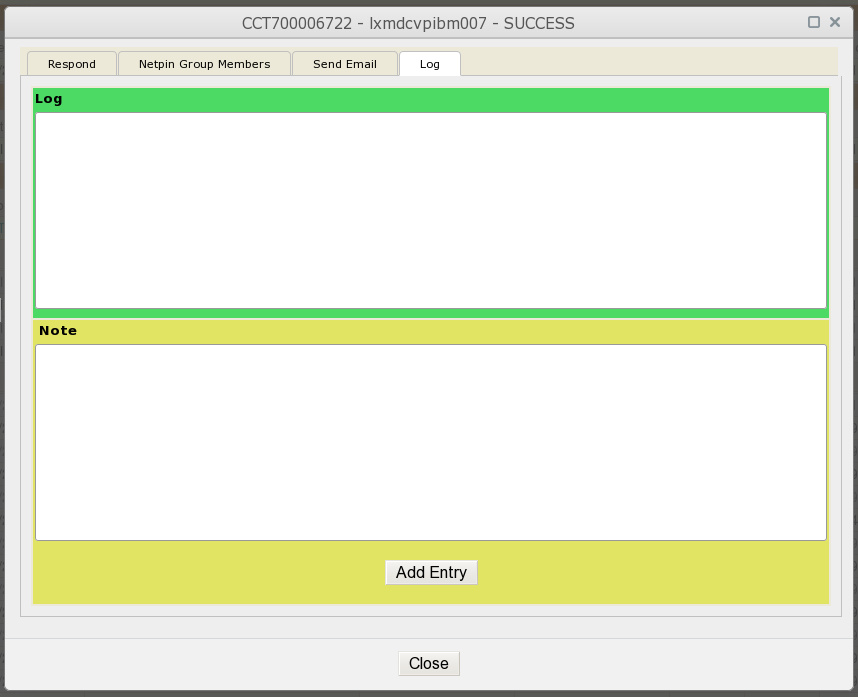 CCT700006722 - lxmdcvpibm007 - SUCCESS
Respond
Netpin Group Members
Send Email
Log
Log
Note
Add Entry
Close